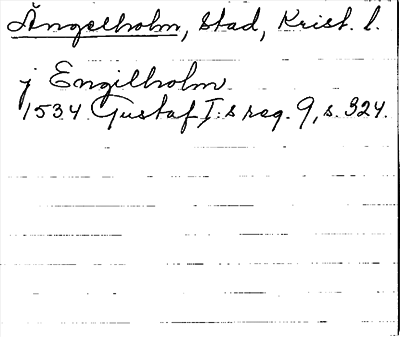 Ängelholm, Stad, Krist. l.
j Engilholm
1534 Gustaf I:s reg. 9, s. 324.